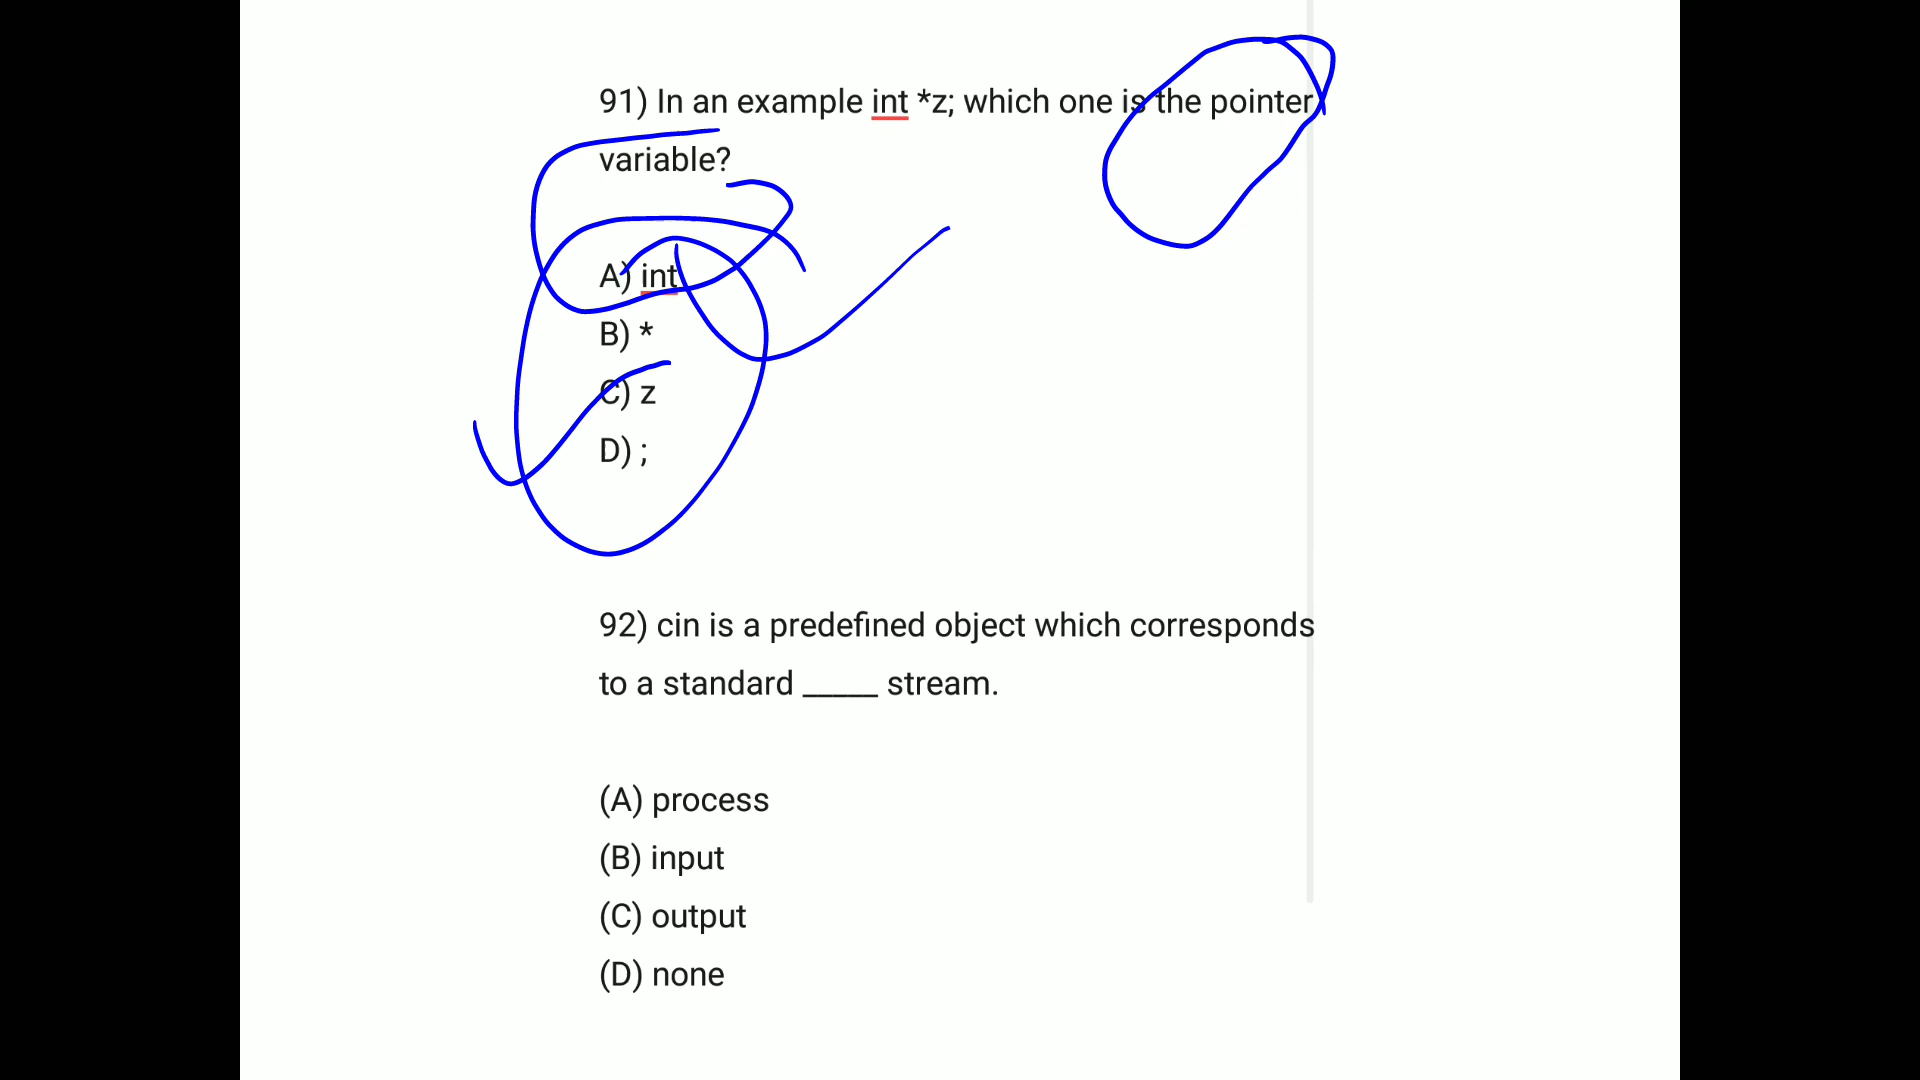 91) In an example int *z; which one is the pointer
variable?
A) int
B) *
C) z
D) ;
92) cin is a predefined object which corresponds
to a standard _____ stream.
(A) process
(B) input
(C) output
(D) none